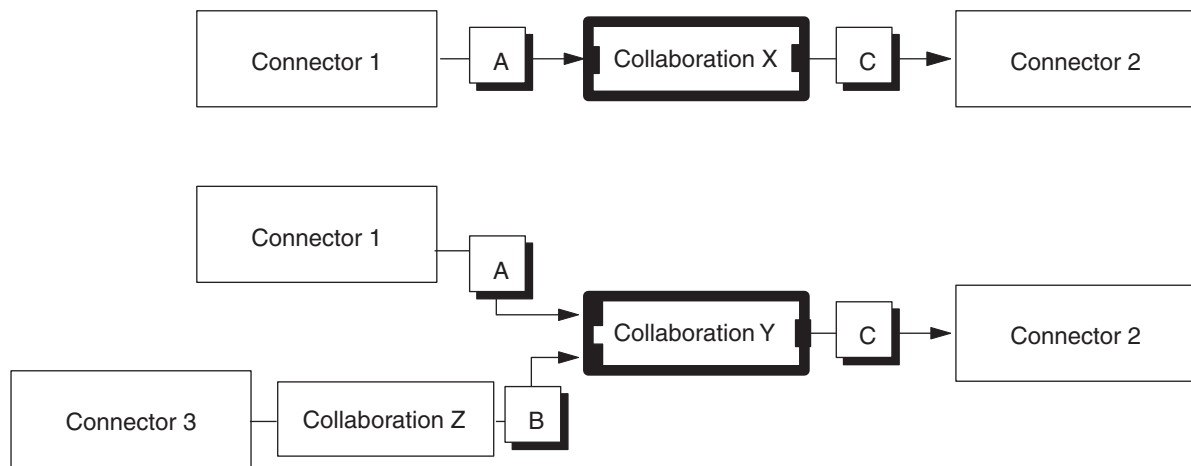 Connector 1
A
Collaboration X
C
Connector 2
Connector 1
A
Collaboration Y
C
Connector 2
Connector 3
Collaboration Z
B